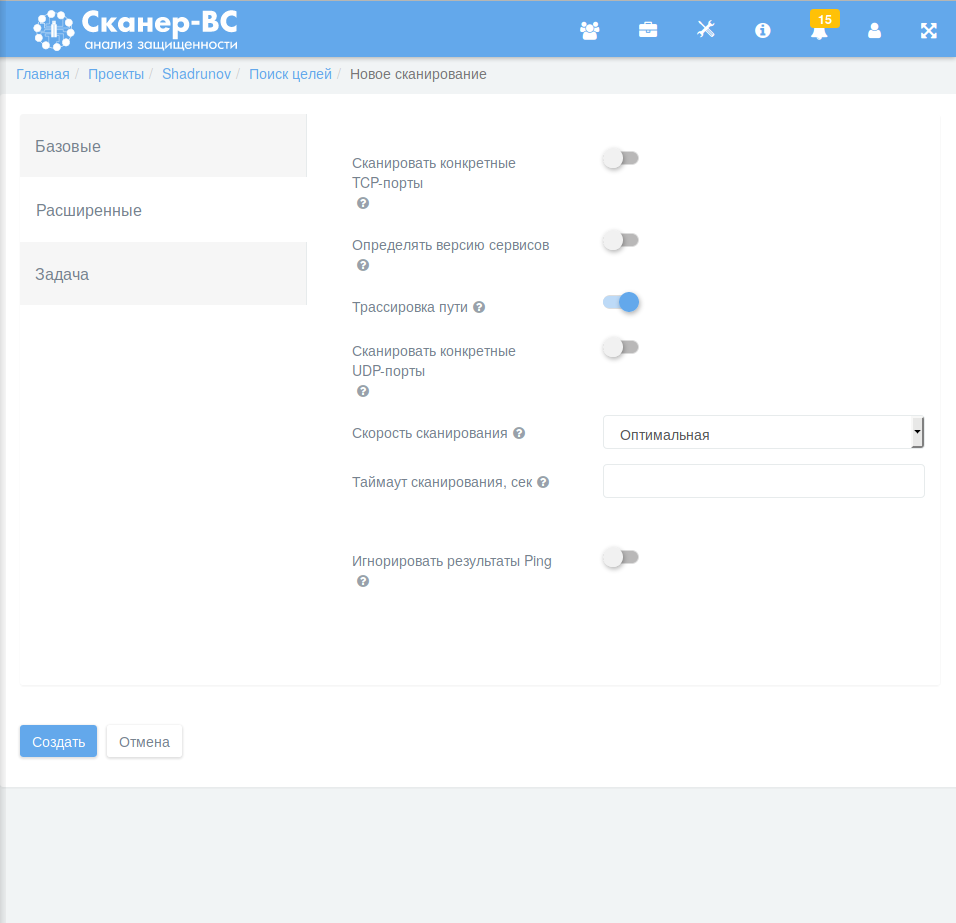 Сканер-ВС
анализ защищенности
15
Главная / Проекты / Shadrunov / Поиск целей / Новое сканирование
Базовые
Расширенные
Задача
Сканировать конкретные
TCP-порты
Определять версию сервисов
Трассировка пути
Сканировать конкретные
UDP-порты
Скорость сканирования
Оптимальная
Таймаут сканирования, сек
Игнорировать результаты Ping
Создать
Отмена